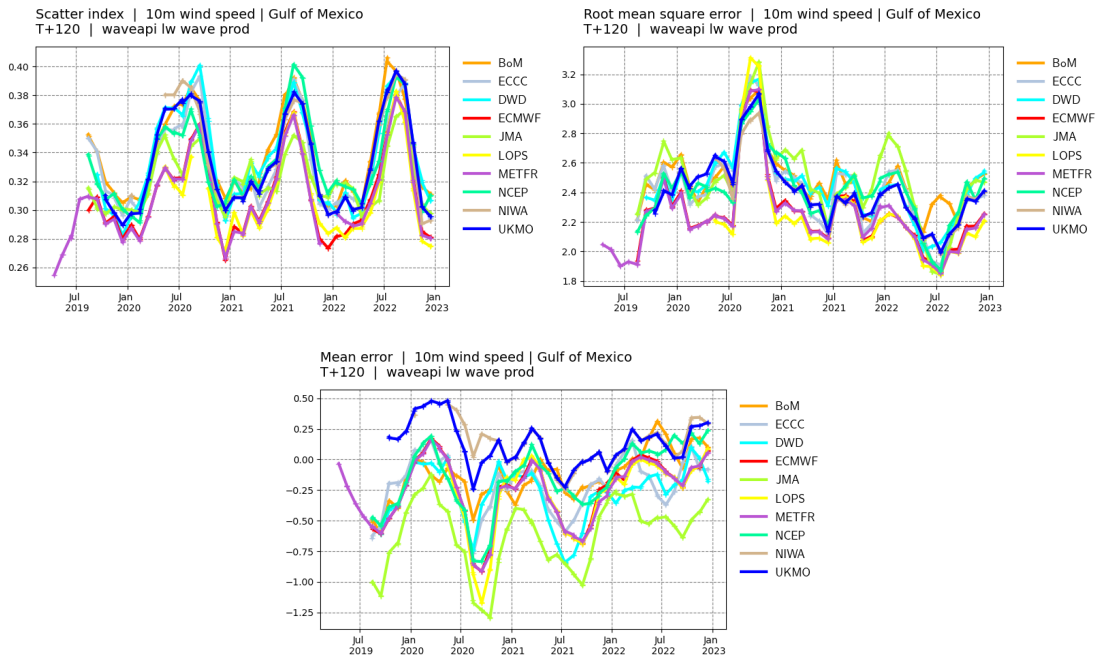 Scatter index | 10m wind speed | Gulf of Mexico
T+120 | waveapi lw wave prod
0.40
0.38
0.36
0.34
0.32
0.30
0.28
0.26
Jul 2019
Jan 2020
Jul 2020
Jan 2021
Jul 2021
Jan 2022
Jul 2022
Jan 2023
BoM
ECCC
DWD
ECMWF
JMA
LOPS
METFR
NCEP
NIWA
UKMO
Root mean square error | 10m wind speed | Gulf of Mexico
T+120 | waveapi lw wave prod
3.2
3.0
2.8
2.6
2.4
2.2
2.0
1.8
Jul 2019
Jan 2020
Jul 2020
Jan 2021
Jul 2021
Jan 2022
Jul 2022
Jan 2023
BoM
ECCC
DWD
ECMWF
JMA
LOPS
METFR
NCEP
NIWA
UKMO
Mean error | 10m wind speed | Gulf of Mexico
T+120 | waveapi lw wave prod
0.50
0.25
0.00
−0.25
−0.50
−0.75
−1.00
−1.25
Jul 2019
Jan 2020
Jul 2020
Jan 2021
Jul 2021
Jan 2022
Jul 2022
Jan 2023
BoM
ECCC
DWD
ECMWF
JMA
LOPS
METFR
NCEP
NIWA
UKMO